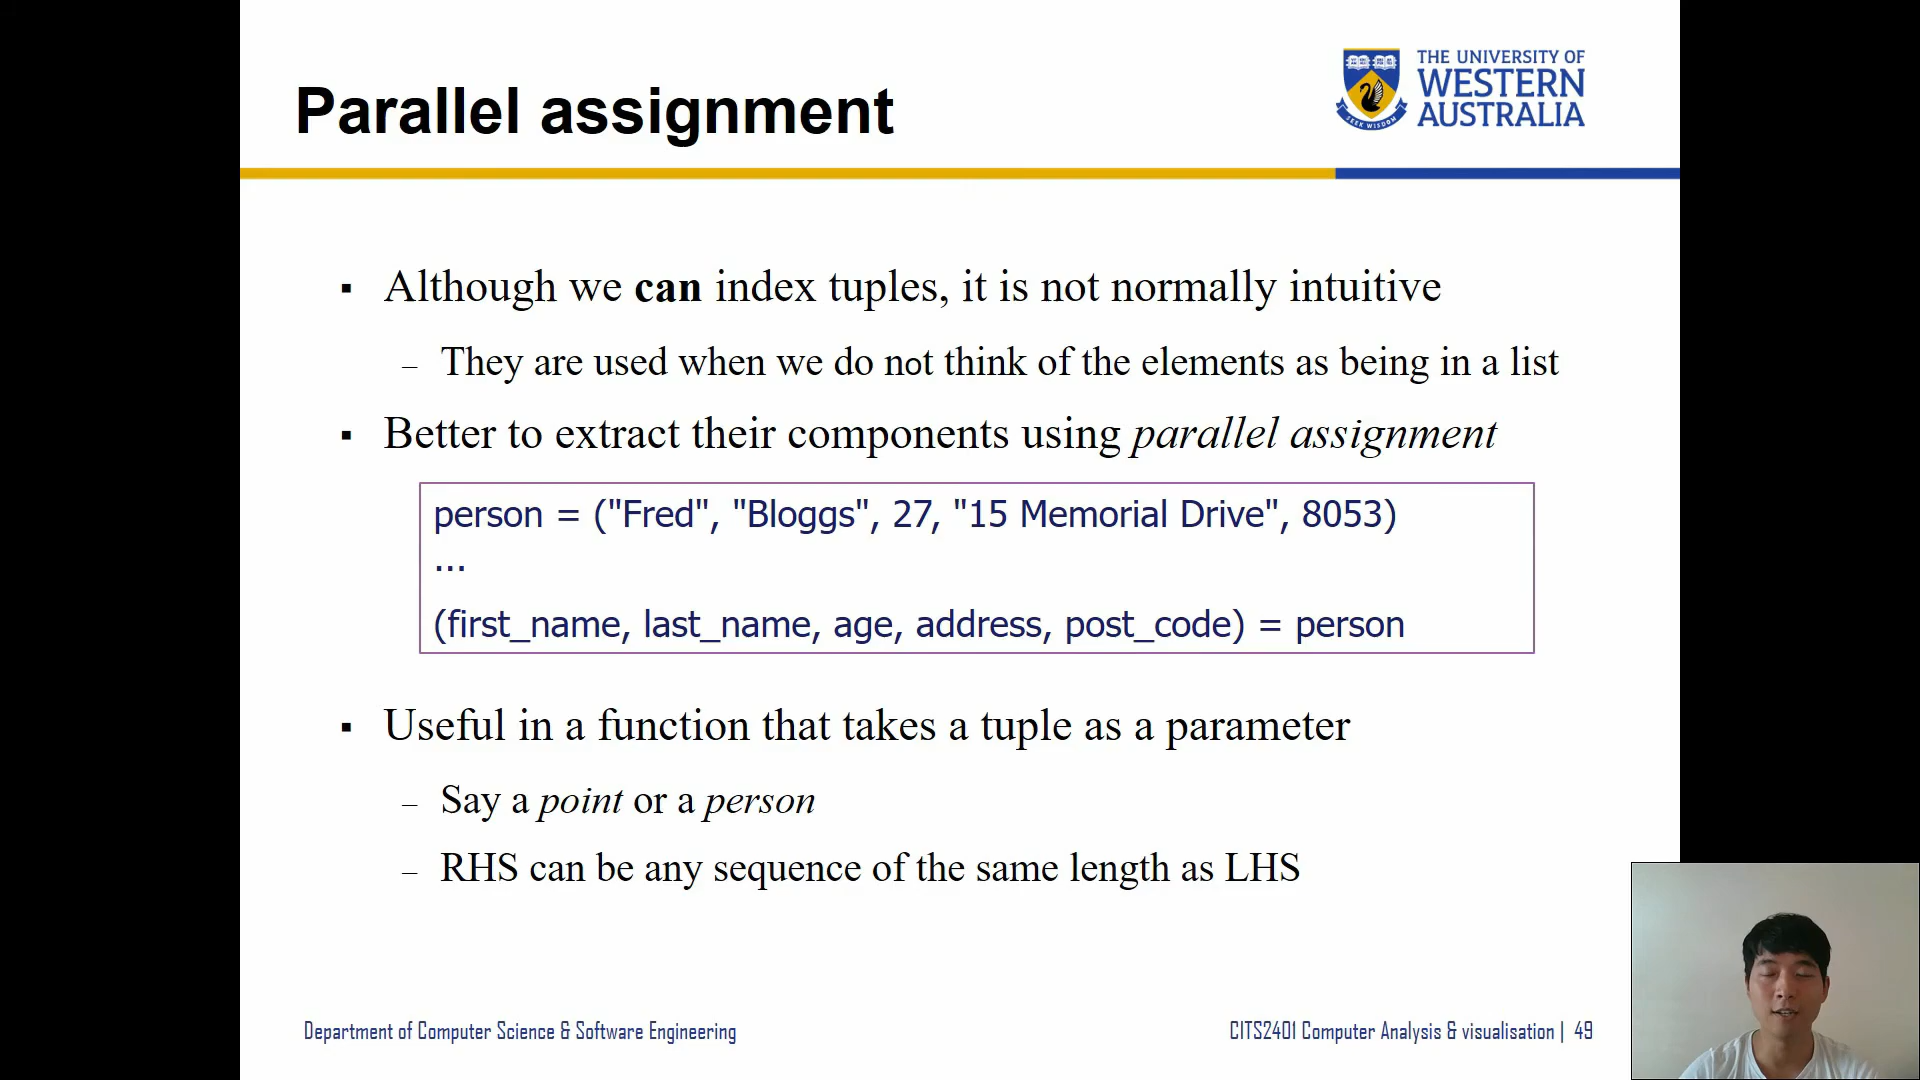 Parallel assignment
THE UNIVERSITY OF
WESTERN
AUSTRALIA
SEEK WISDOM
▪ Although we can index tuples, it is not normally intuitive
– They are used when we do not think of the elements as being in a list
▪ Better to extract their components using parallel assignment
person = ("Fred", "Bloggs", 27, "15 Memorial Drive", 8053)
...
(first_name, last_name, age, address, post_code) = person
▪ Useful in a function that takes a tuple as a parameter
– Say a point or a person
– RHS can be any sequence of the same length as LHS
Department of Computer Science & Software Engineering
CITS2401 Computer Analysis & visualisation | 49